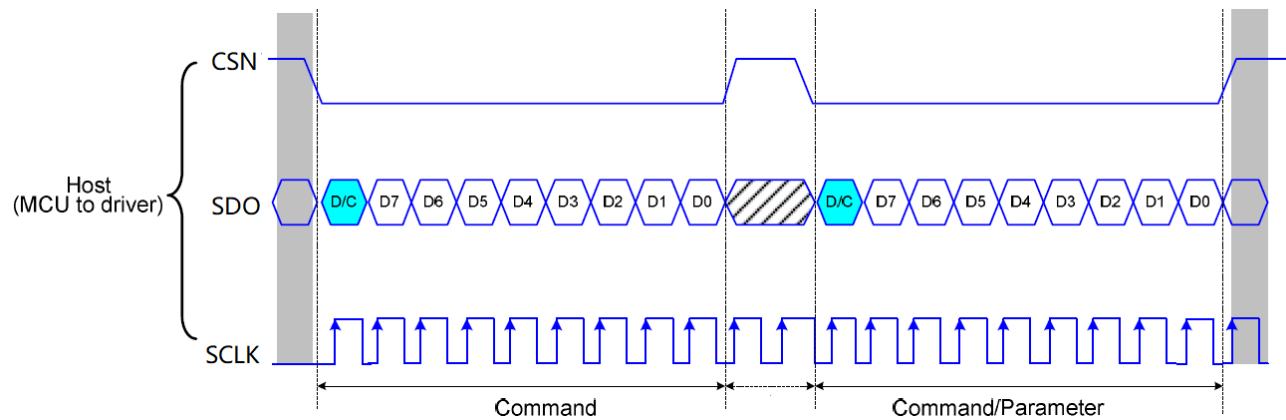 CSN
Host
(MCU to driver)
SDO
D/C D7 D6 D5 D4 D3 D2 D1 D0 D/C D7 D6 D5 D4 D3 D2 D1 D0
SCLK
Command Command/Parameter